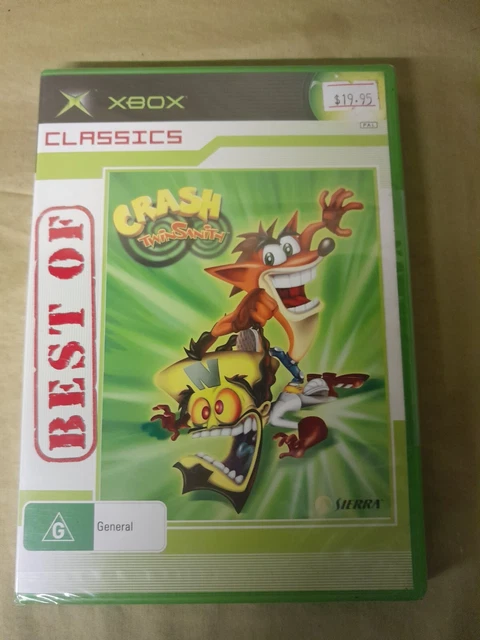 XBOX
$19.95
PAL
CLASSICS
BEST OF
CRASH
TWINSANITY
N
SIERRA
G
General